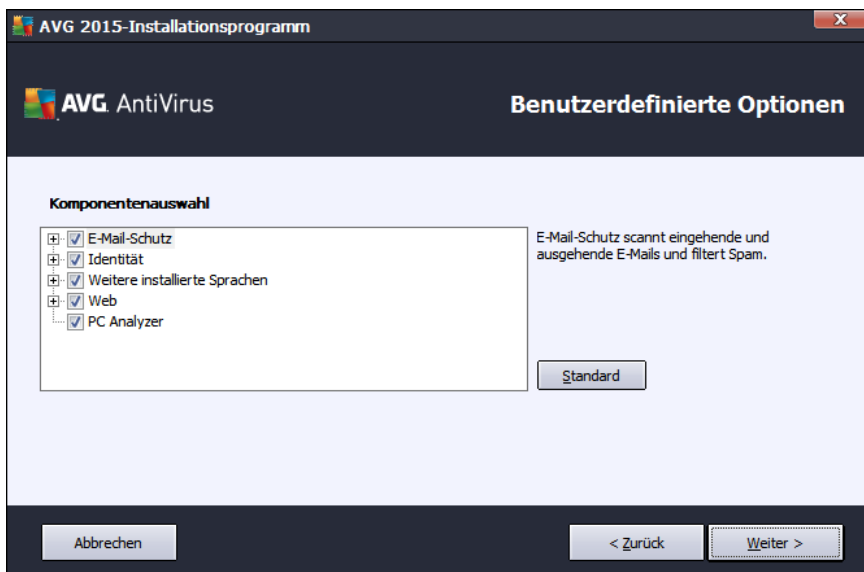 AVG 2015-Installationsprogramm
AVG. AntiVirus
Benutzerdefinierte Optionen
Komponentenauswahl
E-Mail-Schutz
Identität
Weitere installierte Sprachen
Web
PC Analyzer
E-Mail-Schutz scannt eingehende und
ausgehende E-Mails und filtert Spam.
Standard
Abbrechen
< Zurück
Weiter >